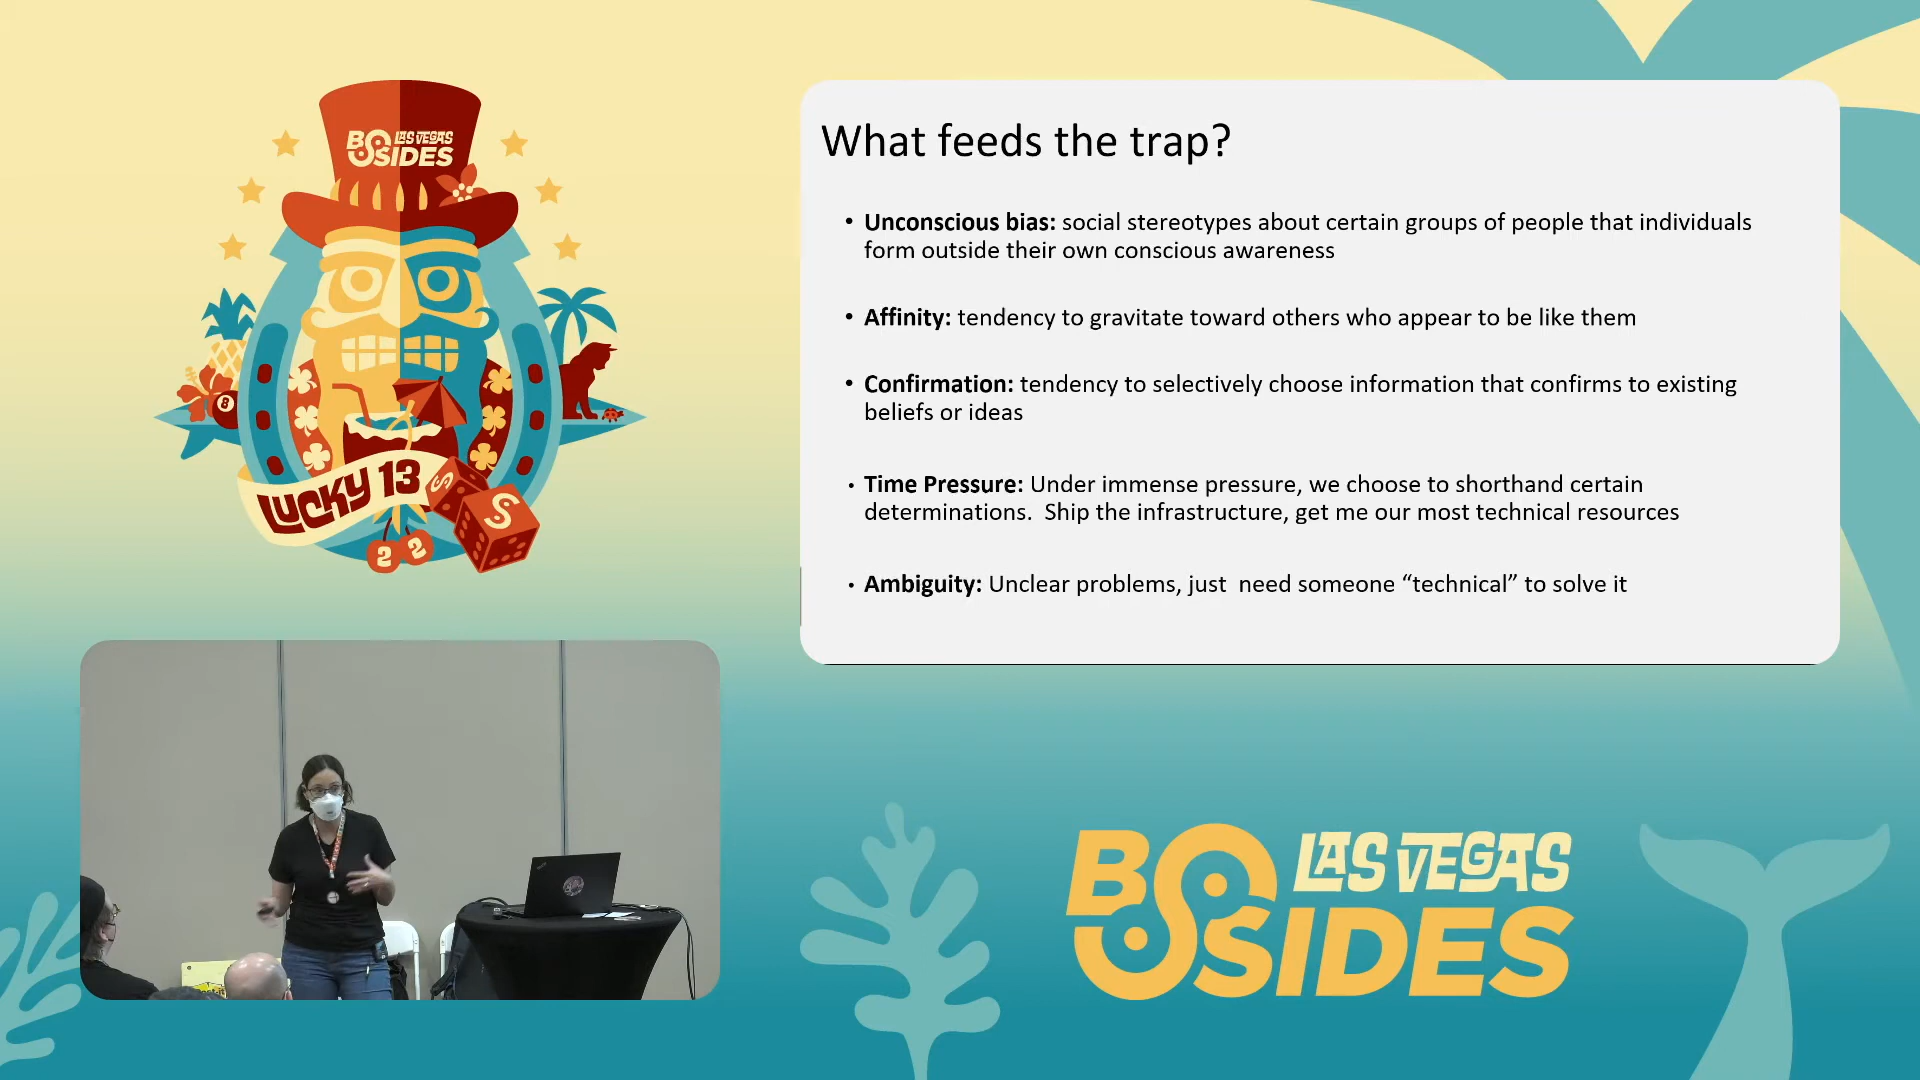 BSIDES LAS VEGAS
8
LUCKY 13
S
S
2 2
What feeds the trap?
• Unconscious bias: social stereotypes about certain groups of people that individuals
form outside their own conscious awareness
• Affinity: tendency to gravitate toward others who appear to be like them
• Confirmation: tendency to selectively choose information that confirms to existing
beliefs or ideas
• Time Pressure: Under immense pressure, we choose to shorthand certain
determinations.  Ship the infrastructure, get me our most technical resources
• Ambiguity: Unclear problems, just  need someone “technical” to solve it
BSIDES LAS VEGAS